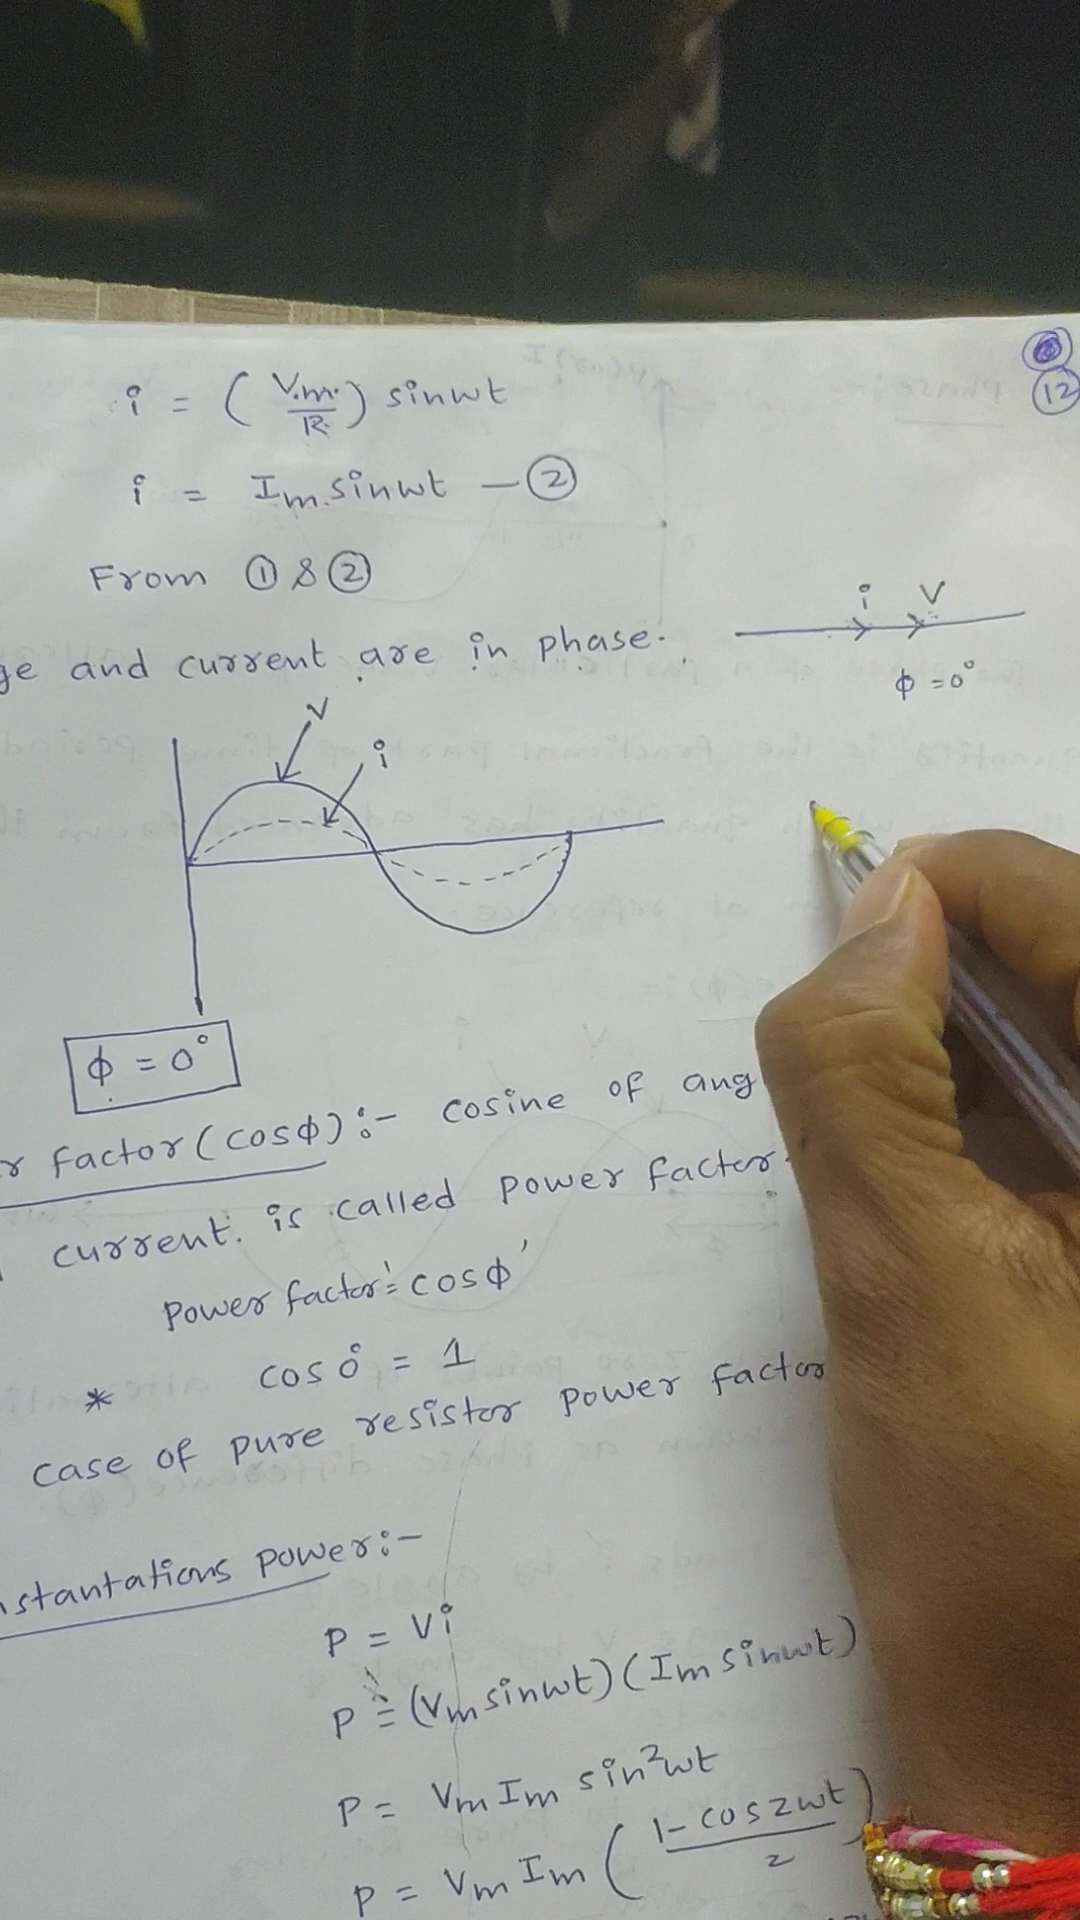 12
i = (Vm/R) sinwt
i = Im sinwt — ②
From ① & ②
i V
ge and current are in phase.
ϕ = 0°
V
i
ϕ = 0°
r factor (cosϕ) :- cosine of ang
current. is called power factor.
Power factor = cosϕ
* cos 0° = 1
case of pure resistor power factor
nstantations power :-
P = Vi
P = (Vm sinwt) (Im sinwt)
P = Vm Im sin²wt
P = Vm Im (1 - cos2wt / 2)